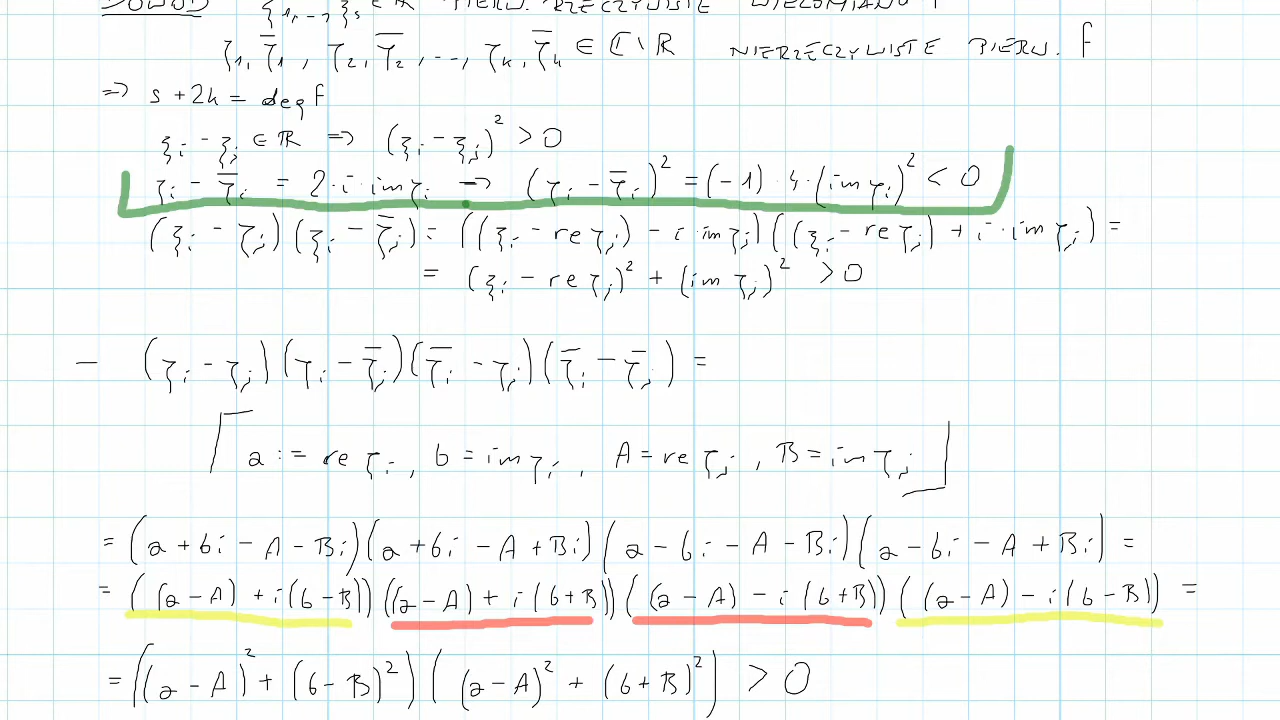 DOWÓD ξ₁, ..., ξₛ ∈ ℝ PIERW. RZECZYWISTE WIELOMIANU f
ζ₁, ζ̅₁, ζ₂, ζ̅₂, ..., ζₖ, ζ̅ₖ ∈ ℂ\ℝ NIERZECZYWISTE PIERW. f
=> s + 2k = deg f
ξᵢ - ξⱼ ∈ ℝ => (ξᵢ - ξⱼ)² > 0
ζᵢ - ζ̅ᵢ = 2·i·im ζᵢ => (ζᵢ - ζ̅ᵢ)² = (-1)·4·(im ζᵢ)² < 0
(ξᵢ - ζⱼ)(ξᵢ - ζ̅ⱼ) = ((ξᵢ - re ζⱼ) - i·im ζⱼ)((ξᵢ - re ζⱼ) + i·im ζⱼ) =
= (ξᵢ - re ζⱼ)² + (im ζⱼ)² > 0
— (ζᵢ - ζⱼ)(ζᵢ - ζ̅ⱼ)(ζ̅ᵢ - ζⱼ)(ζ̅ᵢ - ζ̅ⱼ) =
⌈ a := re ζᵢ, b = im ζᵢ, A = re ζⱼ, B = im ζⱼ ⌋
= (a + bi - A - Bi)(a + bi - A + Bi)(a - bi - A - Bi)(a - bi - A + Bi) =
= ((a - A) + i(b - B))((a - A) + i(b + B))((a - A) - i(b + B))((a - A) - i(b - B)) =
= ((a - A)² + (b - B)²)((a - A)² + (b + B)²) > 0